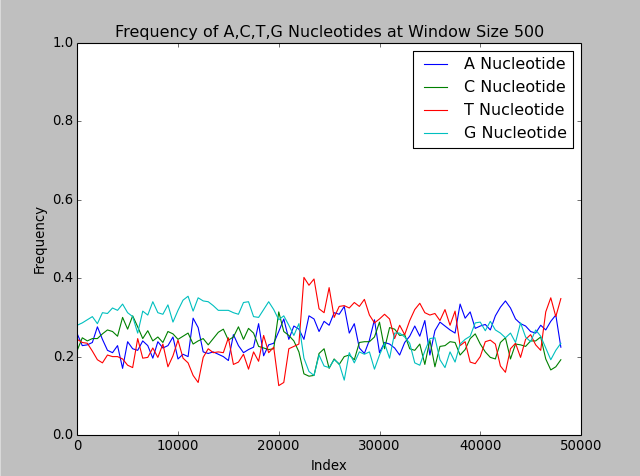 Frequency of A,C,T,G Nucleotides at Window Size 500
1.0
0.8
0.6
0.4
0.2
0.0
Frequency
A Nucleotide
C Nucleotide
T Nucleotide
G Nucleotide
0 10000 20000 30000 40000 50000
Index